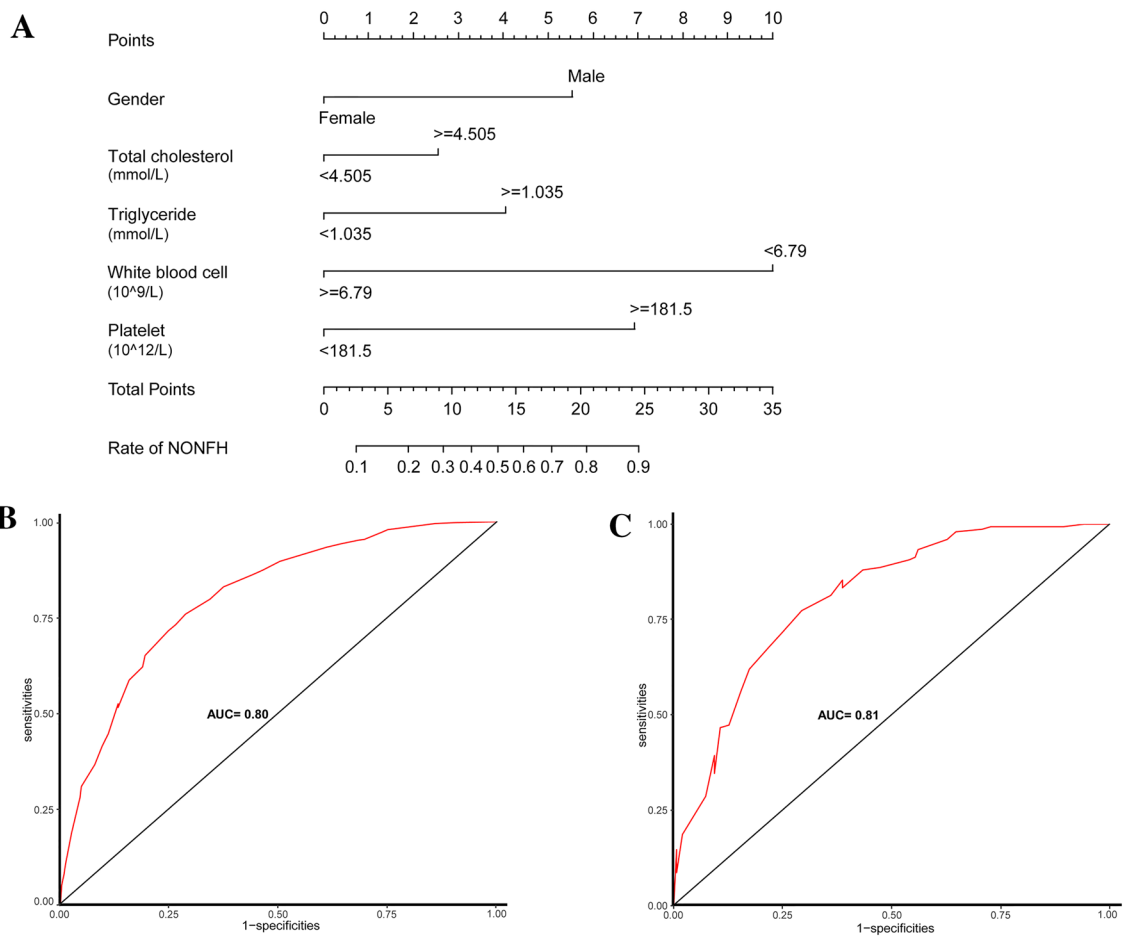 A
0 1 2 3 4 5 6 7 8 9 10
Points
Male
Gender
Female
>=4.505
Total cholesterol
(mmol/L)
<4.505
>=1.035
Triglyceride
(mmol/L)
<1.035
<6.79
White blood cell
(10^9/L)
>=6.79
>=181.5
Platelet
(10^12/L)
<181.5
Total Points
0 5 10 15 20 25 30 35
Rate of NONFH
0.1 0.2 0.3 0.4 0.5 0.6 0.7 0.8 0.9
B
1.00
0.75
0.50
0.25
0.00
sensitivities
AUC= 0.80
0.00 0.25 0.50 0.75 1.00
1−specificities
C
1.00
0.75
0.50
0.25
0.00
sensitivities
AUC= 0.81
0.00 0.25 0.50 0.75 1.00
1−specificities